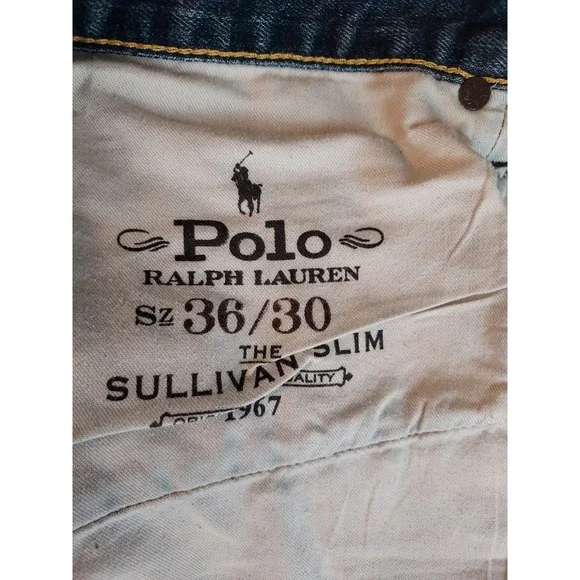 Polo
RALPH LAUREN
Sz 36/30
THE SLIM
SULLIVAN
1967